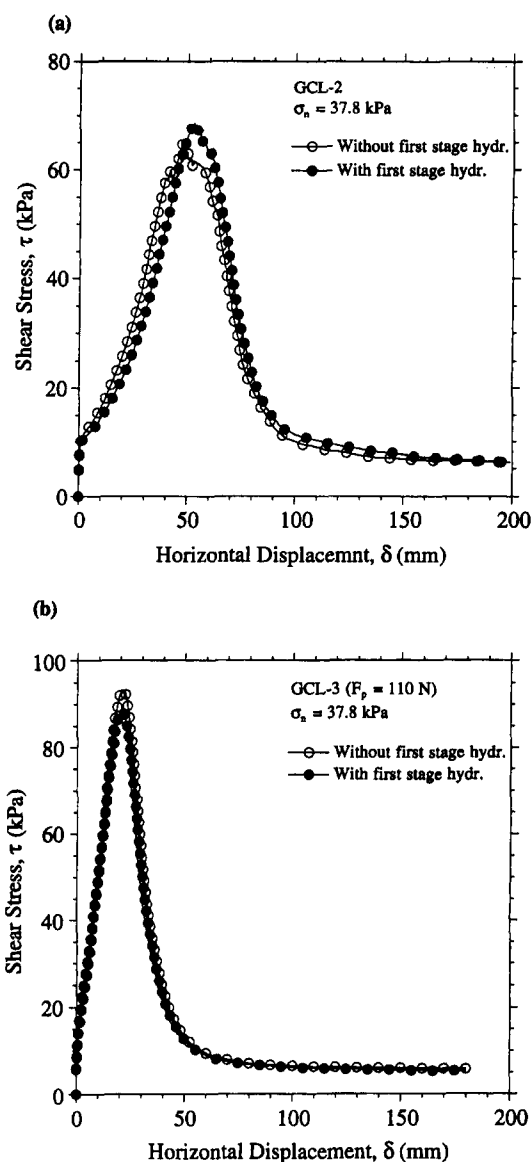 (a)
80
60
40
20
0
Shear Stress, τ (kPa)
GCL-2
σn = 37.8 kPa
Without first stage hydr.
With first stage hydr.
0 50 100 150 200
Horizontal Displacemnt, δ (mm)
(b)
100
80
60
40
20
0
Shear Stress, τ (kPa)
GCL-3 (Fp = 110 N)
σn = 37.8 kPa
Without first stage hydr.
With first stage hydr.
0 50 100 150 200
Horizontal Displacement, δ (mm)